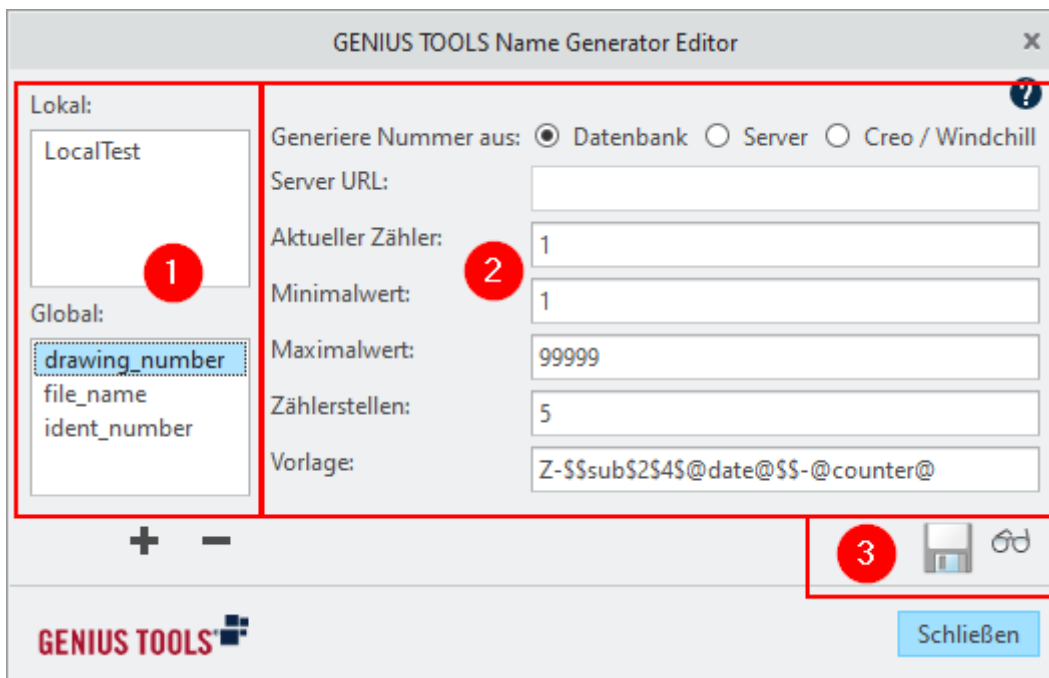 GENIUS TOOLS Name Generator Editor x
Lokal:
LocalTest
1
Global:
drawing_number
file_name
ident_number
?
Generiere Nummer aus: Datenbank Server Creo / Windchill
Server URL:
Aktueller Zähler: 1
2
Minimalwert: 1
Maximalwert: 99999
Zählerstellen: 5
Vorlage: Z-$$sub$2$4$@date@$$-@counter@
+ −
3
GENIUS TOOLS
Schließen